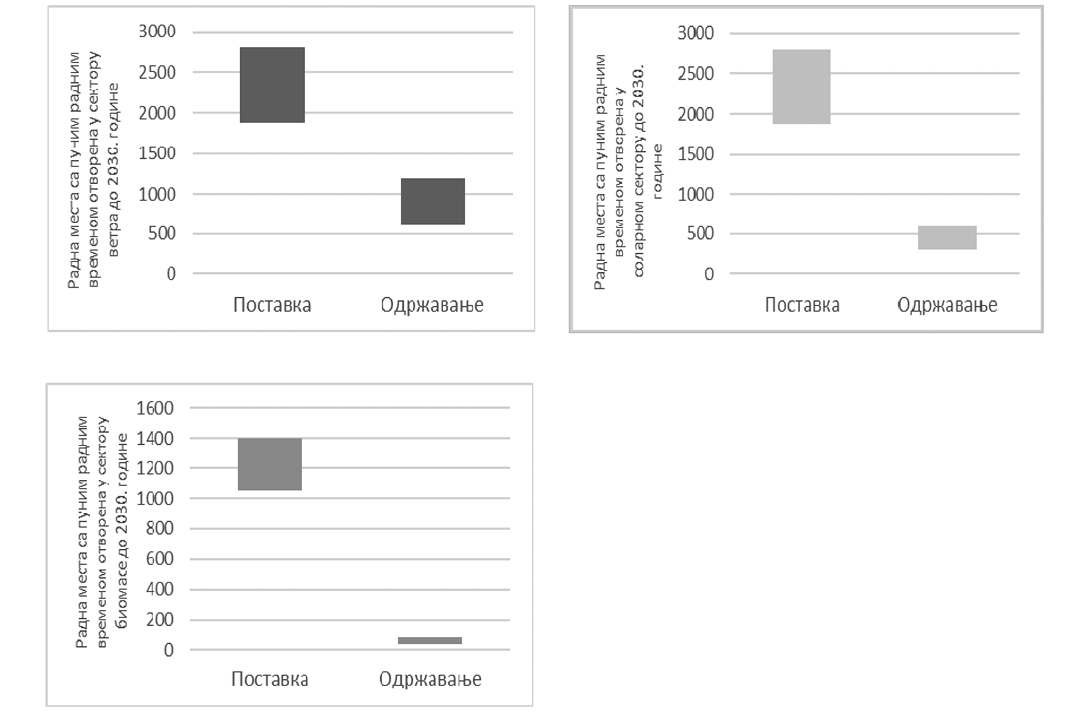 Радна места са пуним радним
временом отворена у сектору
ветра до 2030. године
3000
2500
2000
1500
1000
500
0
Поставка
Одржавање
Радна места са пуним радним
временом отворена у
соларном сектору до 2030.
године
3000
2500
2000
1500
1000
500
0
Поставка
Одржавање
Радна места са пуним радним
временом отворена у сектору
биомасе до 2030. године
1600
1400
1200
1000
800
600
400
200
0
Поставка
Одржавање